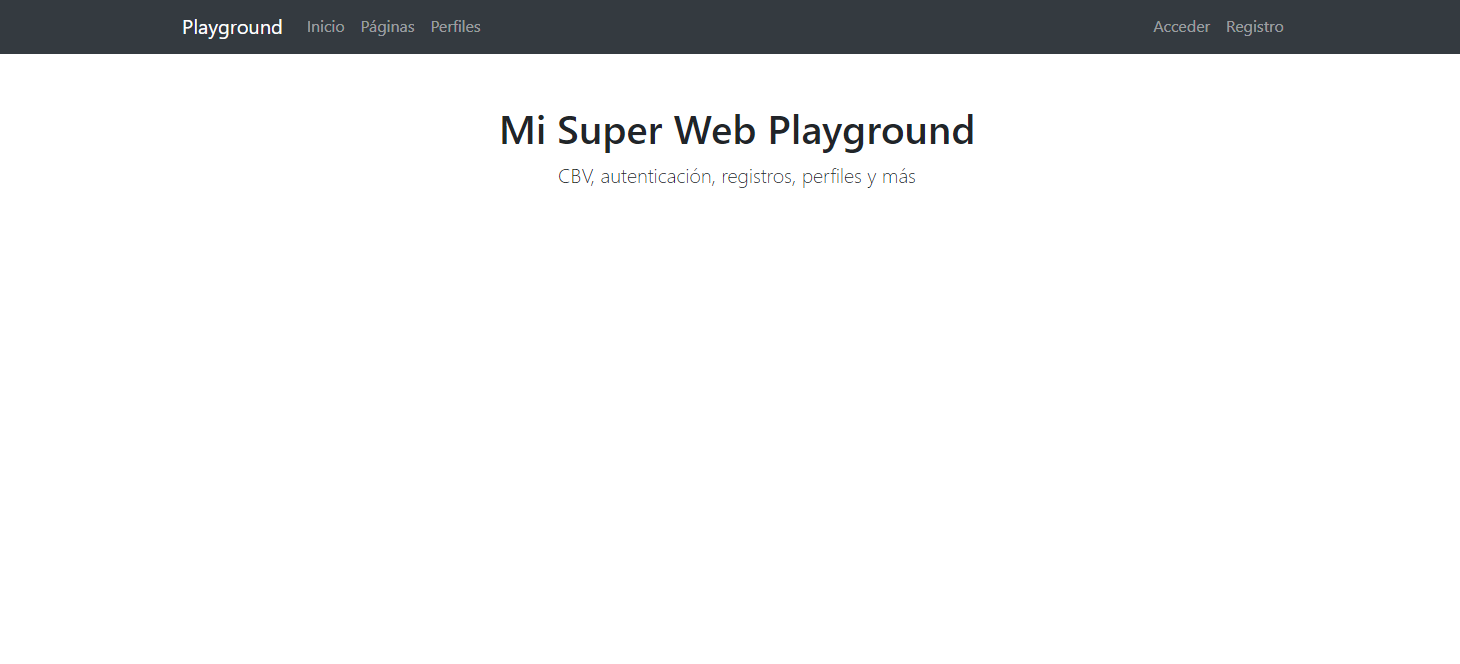 Playground Inicio Páginas Perfiles Acceder Registro
Mi Super Web Playground
CBV, autenticación, registros, perfiles y más